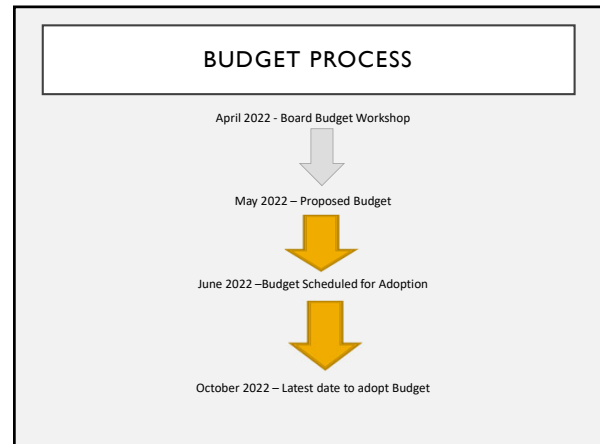 BUDGET PROCESS
April 2022 - Board Budget Workshop
May 2022 – Proposed Budget
June 2022 –Budget Scheduled for Adoption
October 2022 – Latest date to adopt Budget